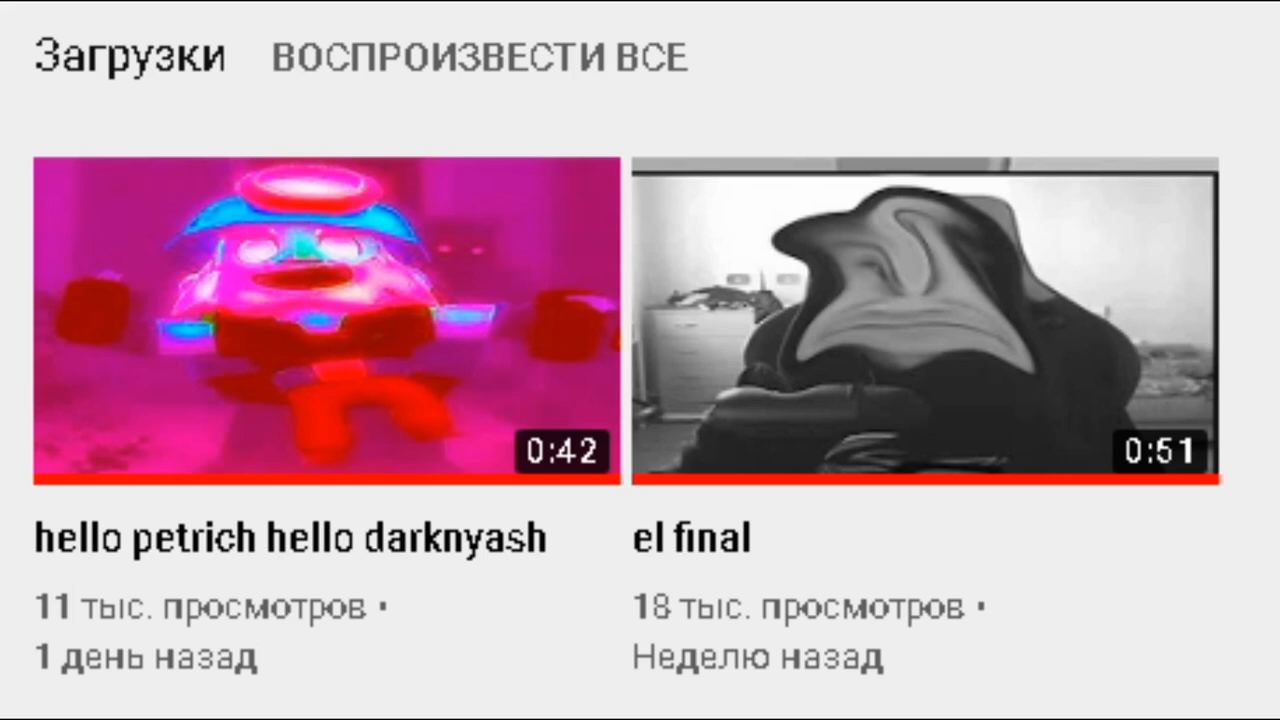 Загрузки ВОСПРОИЗВЕСТИ ВСЕ
0:42
0:51
hello petrich hello darknyash
el final
11 тыс. просмотров •
18 тыс. просмотров •
1 день назад
Неделю назад